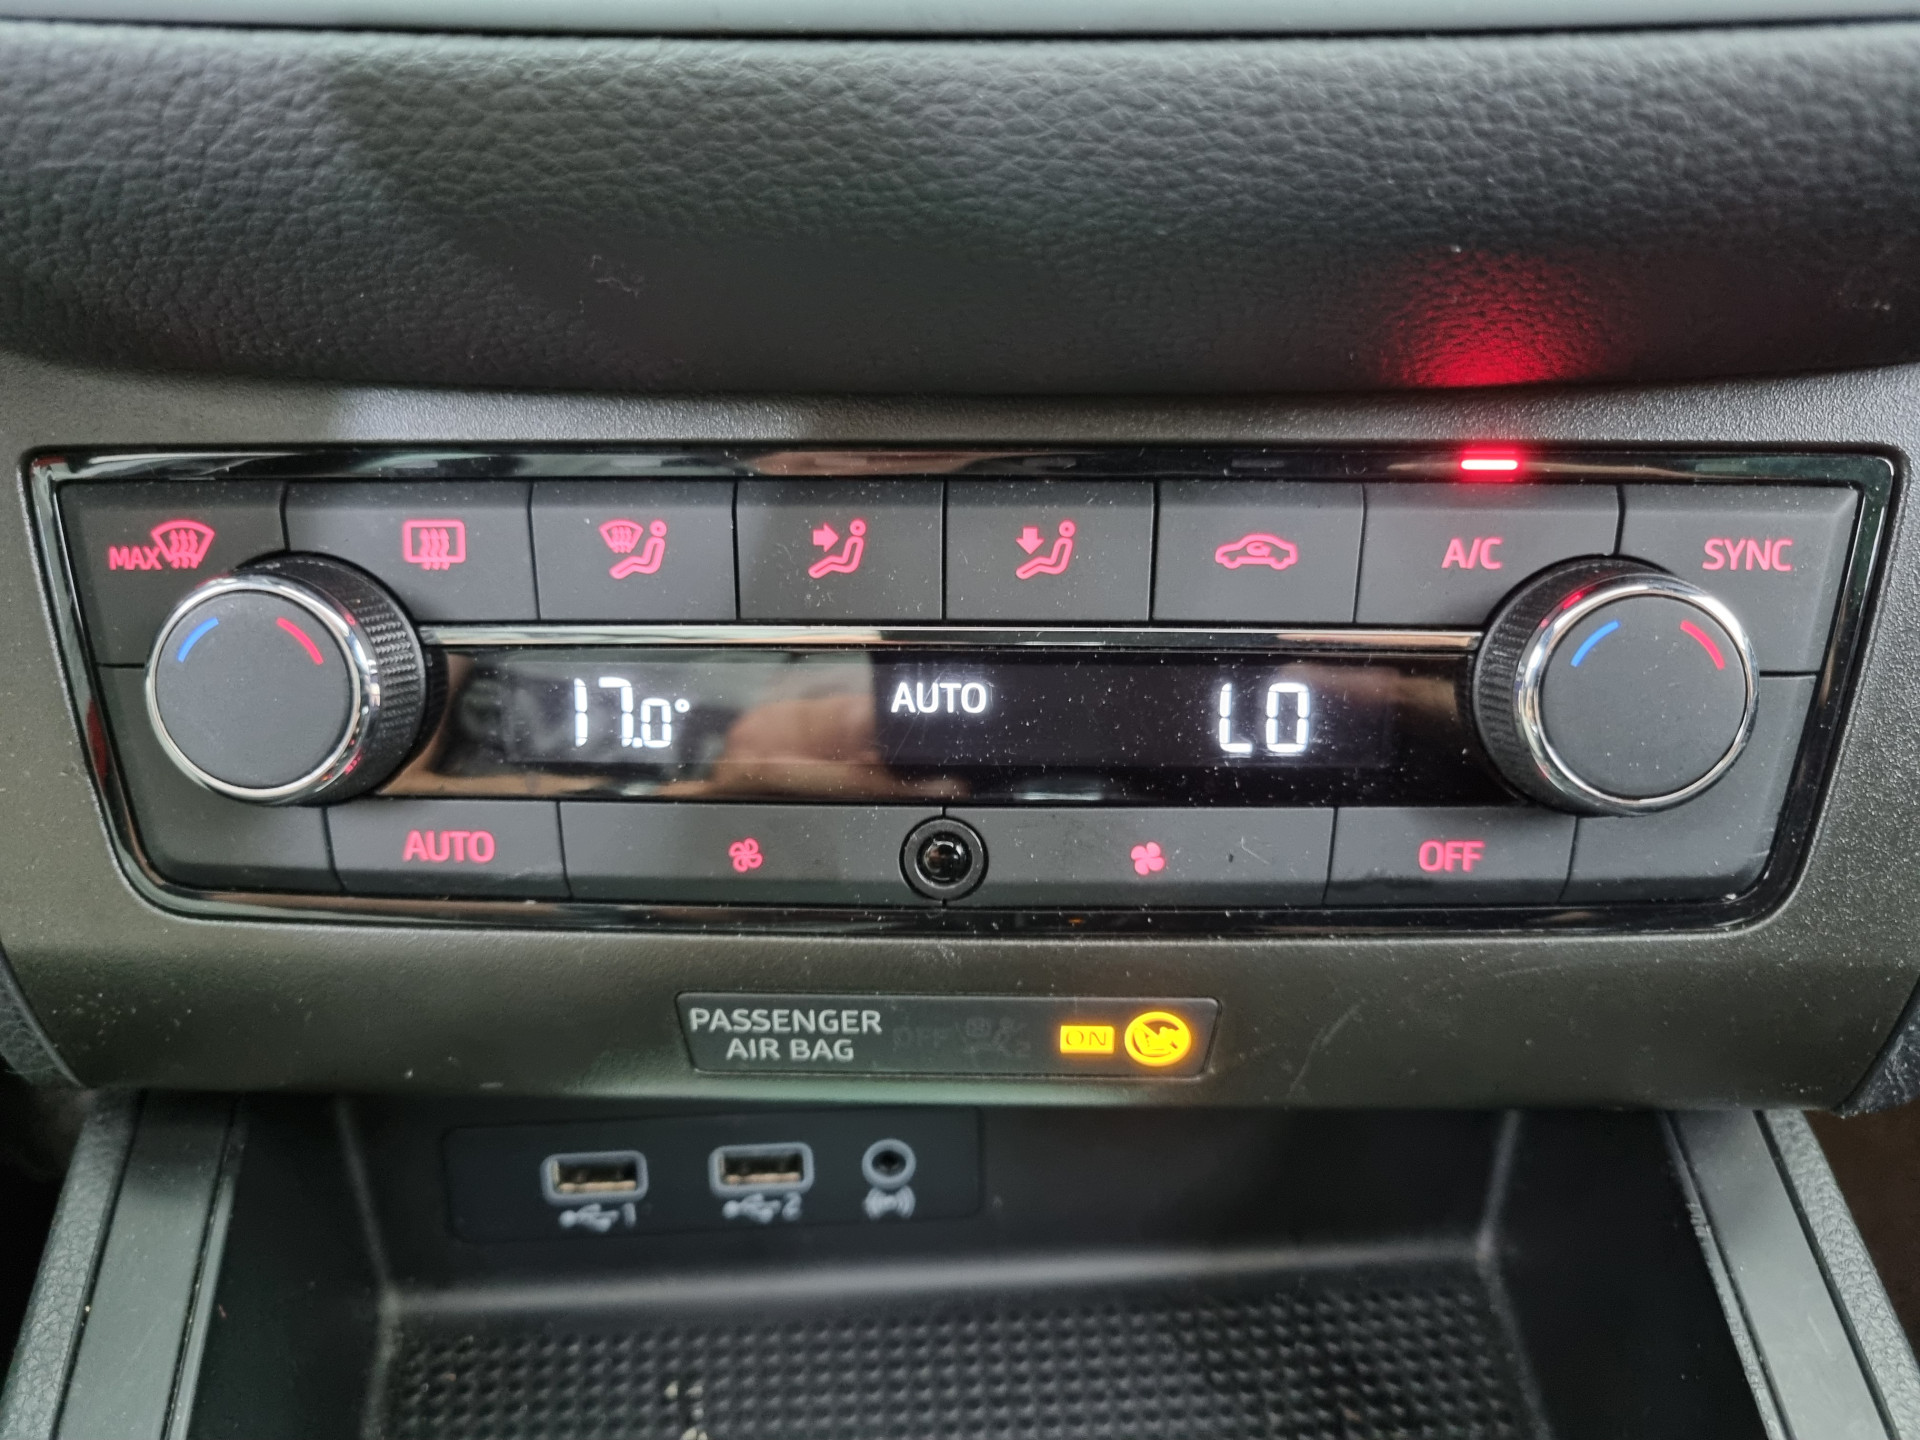 MAX
A/C
SYNC
17.0°
AUTO
LO
AUTO
OFF
PASSENGER
AIR BAG
OFF
ON
1
2